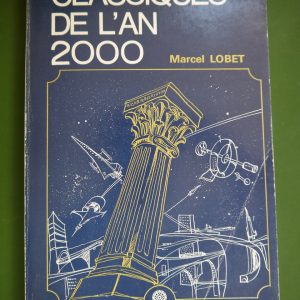 CLASSIQUES
DE L'AN
2000
Marcel LOBET